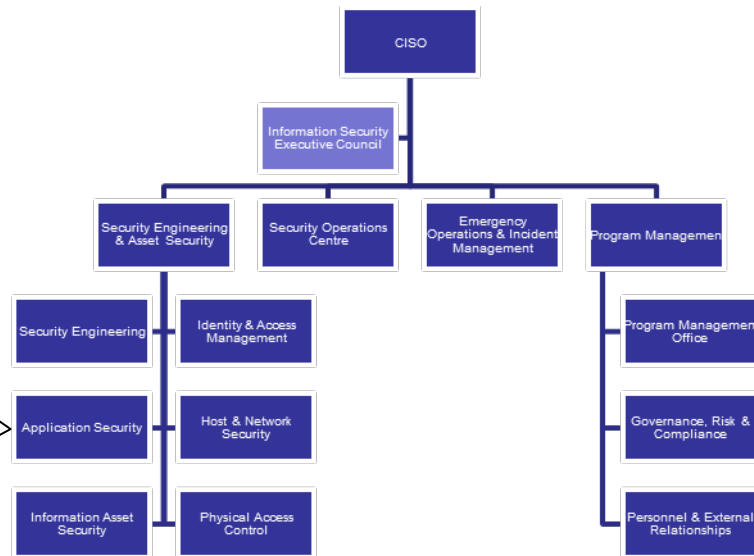 CISO
Information Security
Executive Council
Security Engineering
& Asset Security
Security Operations
Centre
Emergency
Operations & Incident
Management
Program Management
Security Engineering
Identity & Access
Management
Program Management
Office
Application Security
Host & Network
Security
Governance, Risk &
Compliance
Information Asset
Security
Physical Access
Control
Personnel & External
Relationships